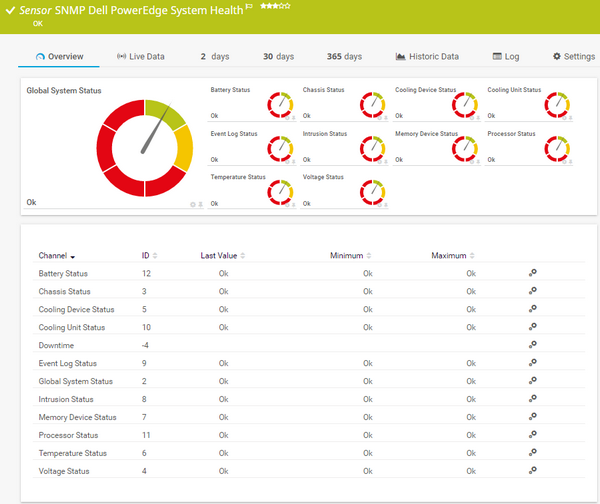 Sensor SNMP Dell PowerEdge System Health
OK
Overview Live Data 2 days 30 days 365 days Historic Data Log Settings
Global System Status
Ok
Battery Status Chassis Status Cooling Device Status Cooling Unit Status
Ok Ok Ok Ok
Event Log Status Intrusion Status Memory Device Status Processor Status
Ok Ok Ok Ok
Temperature Status Voltage Status
Ok Ok
Channel ID Last Value Minimum Maximum
Battery Status 12 Ok Ok Ok
Chassis Status 3 Ok Ok Ok
Cooling Device Status 5 Ok Ok Ok
Cooling Unit Status 10 Ok Ok Ok
Downtime -4
Event Log Status 9 Ok Ok Ok
Global System Status 2 Ok Ok Ok
Intrusion Status 8 Ok Ok Ok
Memory Device Status 7 Ok Ok Ok
Processor Status 11 Ok Ok Ok
Temperature Status 6 Ok Ok Ok
Voltage Status 4 Ok Ok Ok